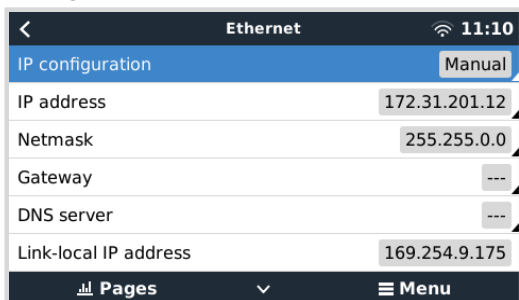 Ethernet 11:10
IP configuration Manual
IP address 172.31.201.12
Netmask 255.255.0.0
Gateway ---
DNS server ---
Link-local IP address 169.254.9.175
Pages Menu